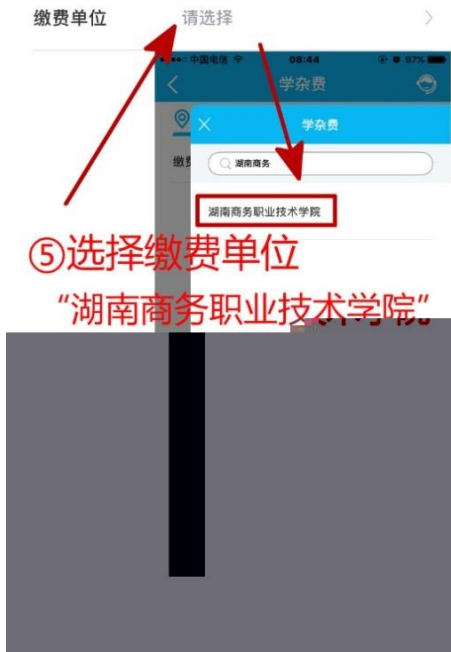 缴费单位 请选择
中国电信 08:44 97%
学杂费
学杂费
缴费
湖南商务
湖南商务职业技术学院
⑤选择缴费单位
“湖南商务职业技术学院”